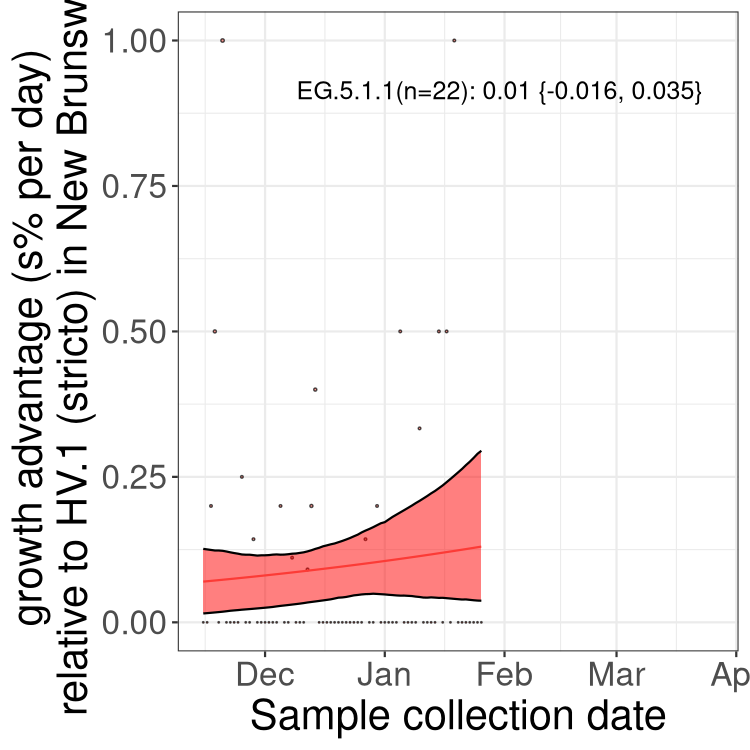 growth advantage (s% per day)
relative to HV.1 (stricto) in New Brunsw
1.00
0.75
0.50
0.25
0.00
EG.5.1.1(n=22): 0.01 {-0.016, 0.035}
Dec Jan Feb Mar Ap
Sample collection date